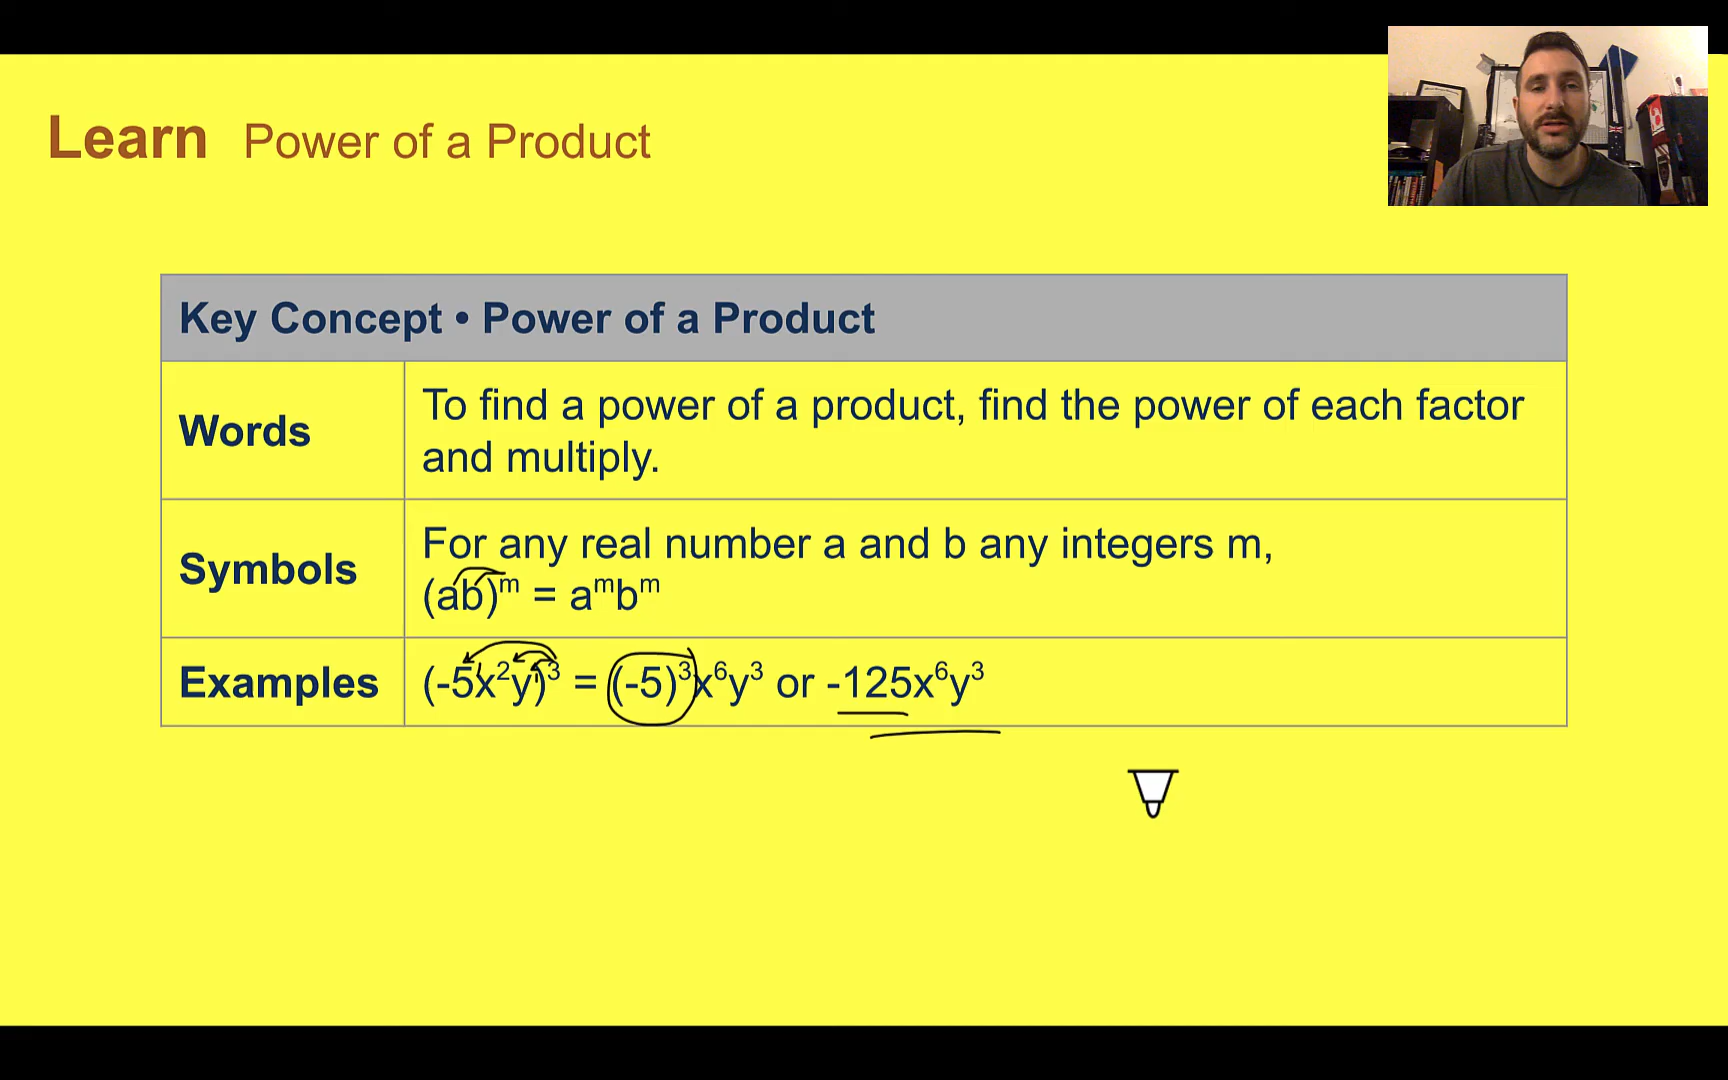 Learn Power of a Product
Key Concept • Power of a Product
Words
To find a power of a product, find the power of each factor
and multiply.
Symbols
For any real number a and b any integers m,
(ab)ᵐ = aᵐbᵐ
Examples
(-5x²y)³ = (-5)³x⁶y³ or -125x⁶y³